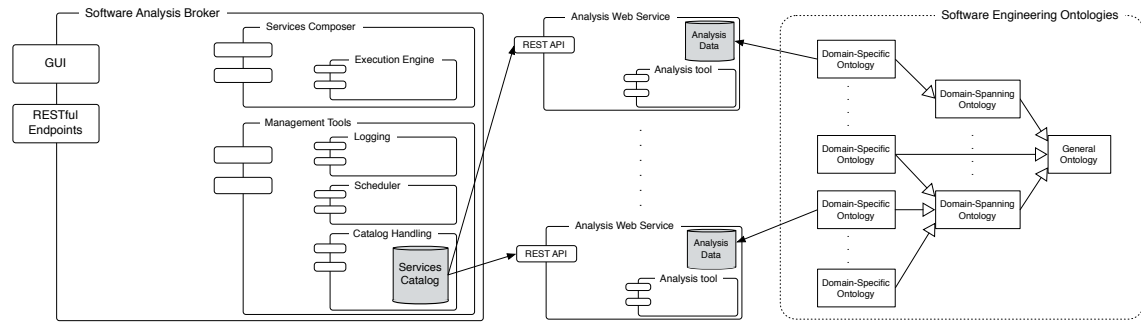 Software Analysis Broker
GUI
RESTful
Endpoints
Services Composer
Execution Engine
Management Tools
Logging
Scheduler
Catalog Handling
Services
Catalog
Analysis Web Service
REST API
Analysis
Data
Analysis tool
Analysis Web Service
REST API
Analysis
Data
Analysis tool
Software Engineering Ontologies
Domain-Specific
Ontology
Domain-Spanning
Ontology
Domain-Specific
Ontology
General
Ontology
Domain-Specific
Ontology
Domain-Spanning
Ontology
Domain-Specific
Ontology